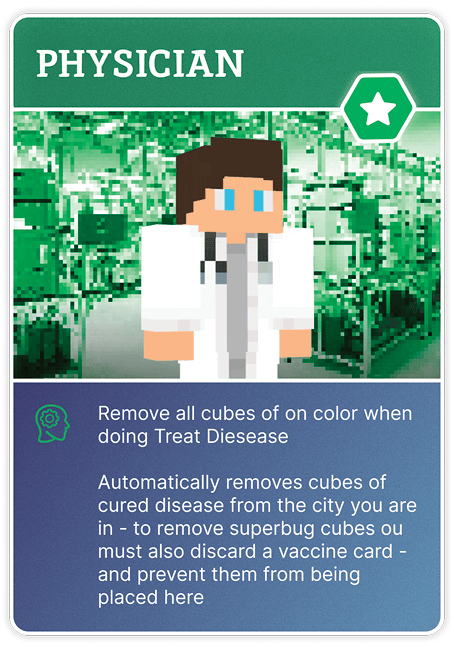 PHYSICIAN
Remove all cubes of on color when
doing Treat Diesease
Automatically removes cubes of
cured disease from the city you are
in - to remove superbug cubes ou
must also discard a vaccine card -
and prevent them from being
placed here